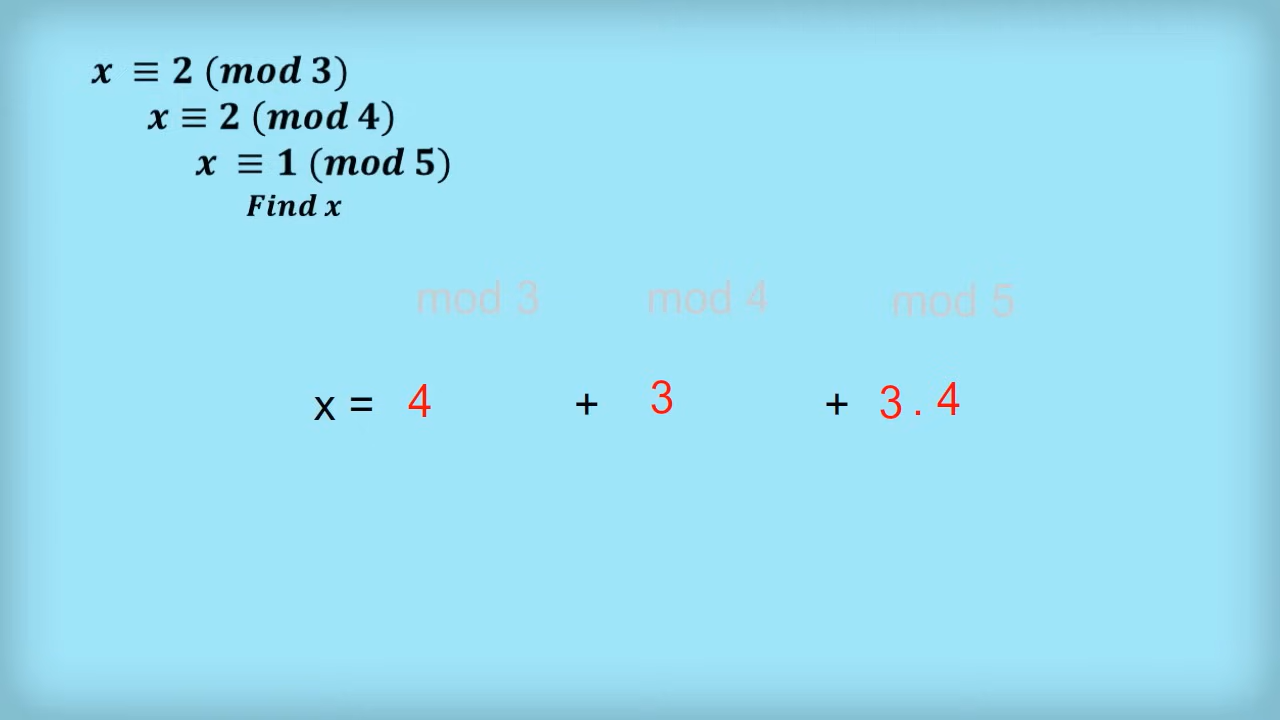 x ≡ 2 (mod 3)
x ≡ 2 (mod 4)
x ≡ 1 (mod 5)
Find x
mod 3 mod 4 mod 5
x = 4 + 3 + 3 . 4